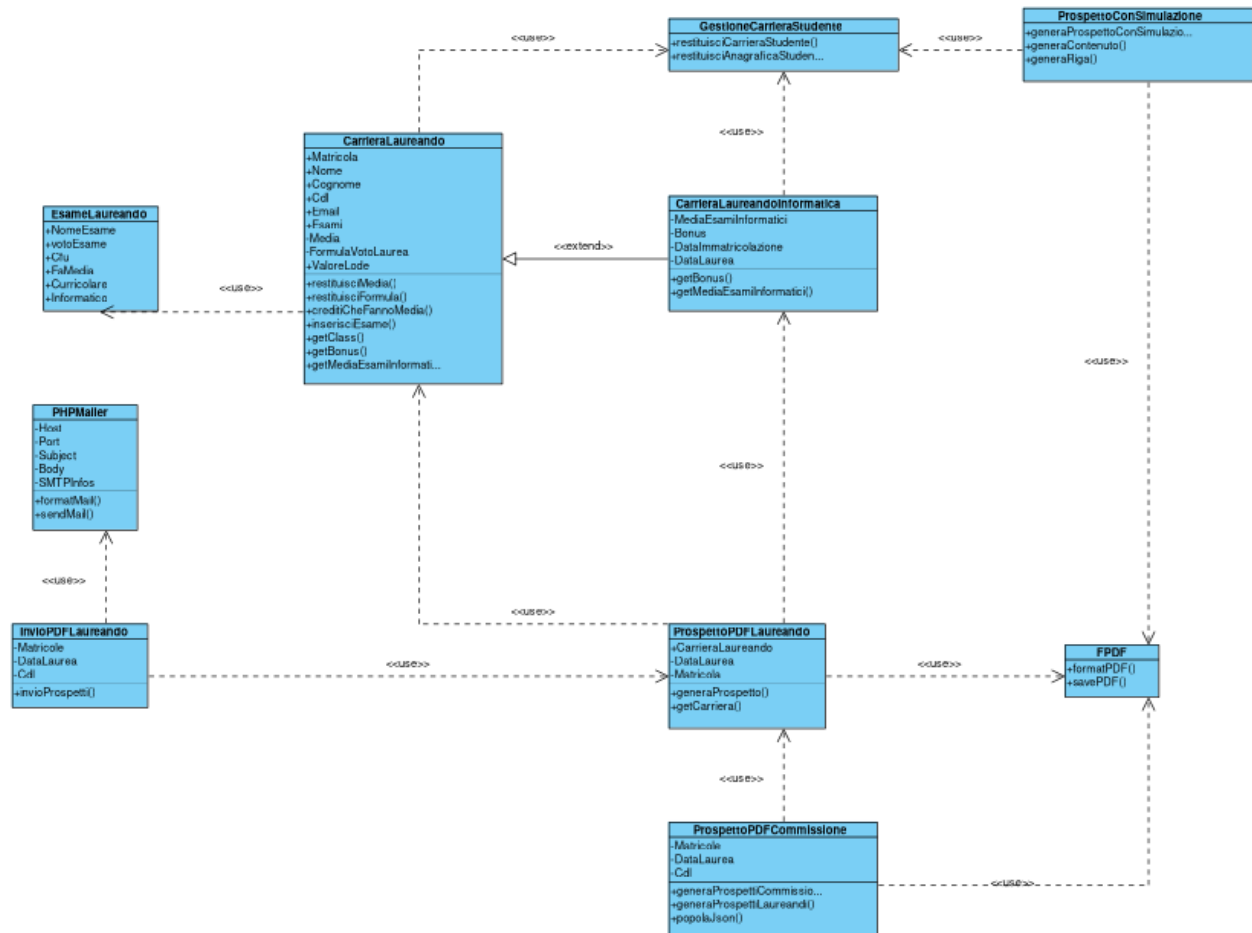 GestioneCarrieraStudente
+restituisciCarrieraStudente()
+restituisciAnagraficaStuden...
ProspettoConSimulazione
+generaProspettoConSimulazio...
+generaContenuto()
+generaRiga()
<<use>>
<<use>>
<<use>>
CarrieraLaureando
+Matricola
+Nome
+Cognome
+Cdl
+Email
+Esami
-Media
-FormulaVotoLaurea
+ValoreLode
+restituisciMedia()
+restituisciFormula()
+creditiCheFannoMedia()
+inserisciEsame()
+getClass()
+getBonus()
+getMediaEsamiInformati...
EsameLaureando
+NomeEsame
+votoEsame
+Cfu
+FaMedia
+Curricolare
+Informatico
<<use>>
<<extend>>
CarrieraLaureandoInformatica
-MediaEsamiInformatici
-Bonus
-DataImmatricolazione
-DataLaurea
+getBonus()
+getMediaEsamiInformatici()
<<use>>
<<use>>
PHPMailer
-Host
-Port
-Subject
-Body
-SMTPInfos
+formatMail()
+sendMail()
<<use>>
<<use>>
InvioPDFLaureando
-Matricole
-DataLaurea
-Cdl
+invioProspetti()
<<use>>
ProspettoPDFLaureando
+CarrieraLaureando
-DataLaurea
-Matricola
+generaProspetto()
+getCarriera()
<<use>>
FPDF
+formatPDF()
+savePDF()
<<use>>
ProspettoPDFCommissione
-Matricole
-DataLaurea
-Cdl
+generaProspettiCommissio...
+generaProspettiLaureandi()
+popolaJson()
<<use>>